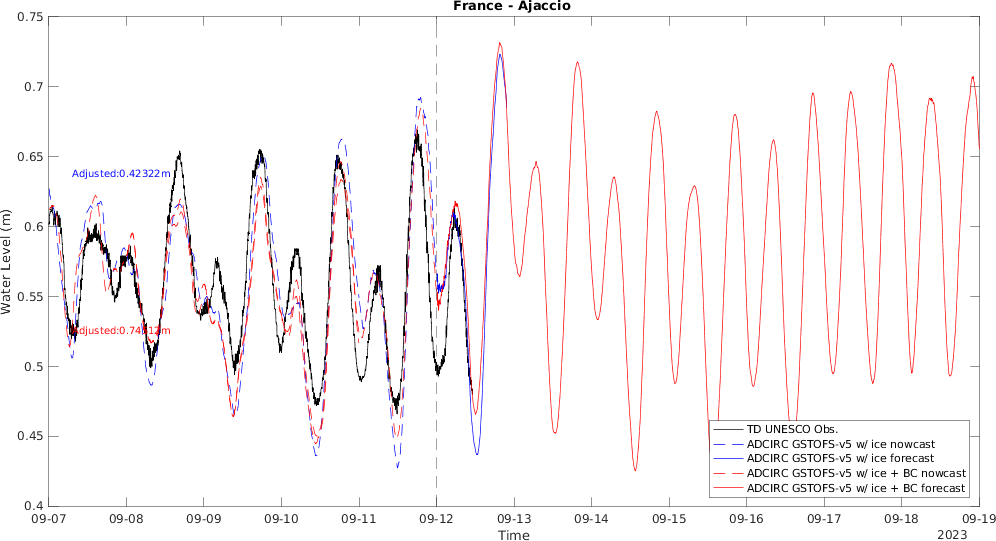 France - Ajaccio
0.75
0.7
0.65
0.6
0.55
0.5
0.45
0.4
Water Level (m)
Adjusted:0.42322m
TD UNESCO Obs.
ADCIRC GSTOFS-v5 w/ ice nowcast
ADCIRC GSTOFS-v5 w/ ice forecast
ADCIRC GSTOFS-v5 w/ ice + BC nowcast
ADCIRC GSTOFS-v5 w/ ice + BC forecast
09-07 09-08 09-09 09-10 09-11 09-12 09-13 09-14 09-15 09-16 09-17 09-18 09-19
Time
2023